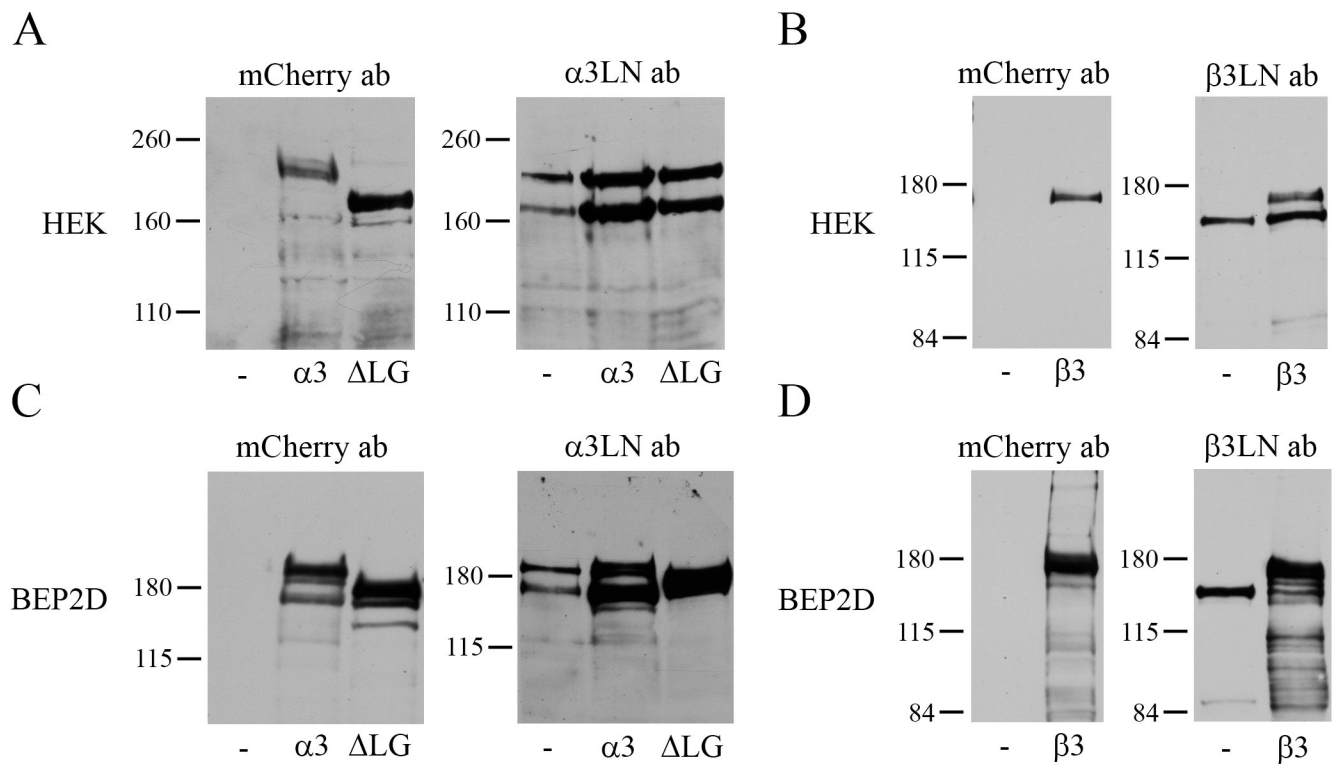 A
B
mCherry ab
α3LN ab
mCherry ab
β3LN ab
HEK
260
160
110
260
160
110
HEK
180
115
84
180
115
84
- α3 ΔLG
- α3 ΔLG
- β3
- β3
C
D
mCherry ab
α3LN ab
mCherry ab
β3LN ab
BEP2D
180
115
180
115
BEP2D
180
115
84
180
115
84
- α3 ΔLG
- α3 ΔLG
- β3
- β3